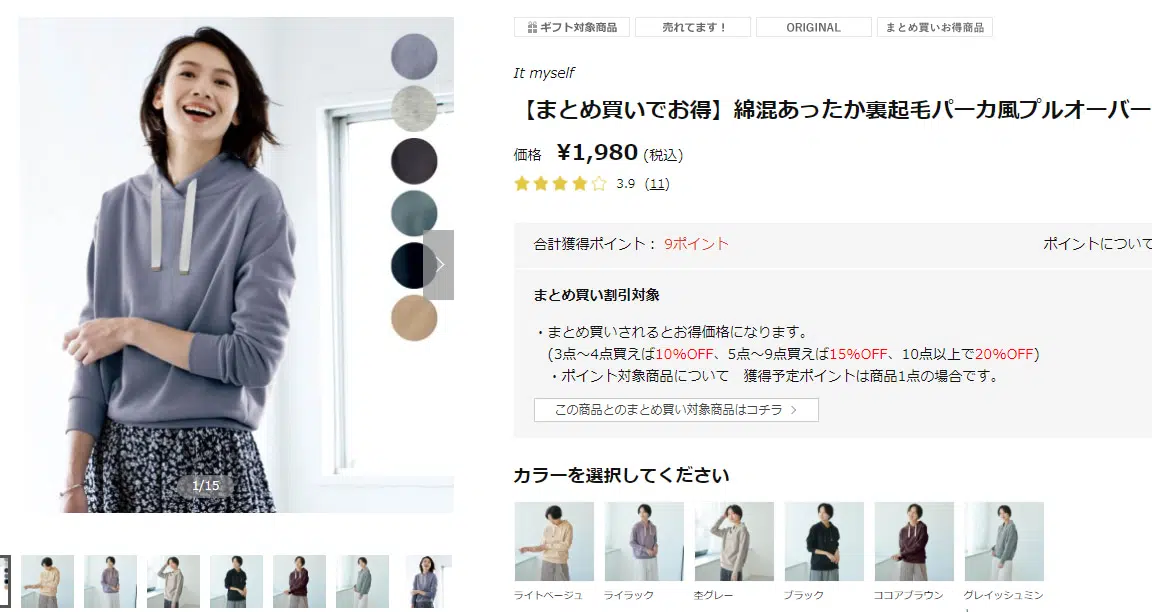 ギフト対象商品
売れてます！
ORIGINAL
まとめ買いお得商品
It myself
【まとめ買いでお得】綿混あったか裏起毛パーカ風プルオーバー
価格 ¥1,980 (税込)
3.9 (11)
合計獲得ポイント： 9ポイント
ポイントについて
まとめ買い割引対象
・まとめ買いされるとお得価格になります。
(3点～4点買えば10%OFF、5点～9点買えば15%OFF、10点以上で20%OFF)
・ポイント対象商品について　獲得予定ポイントは商品1点の場合です。
この商品とのまとめ買い対象商品はコチラ
1/15
カラーを選択してください
ライトベージュ
ライラック
杢グレー
ブラック
ココアブラウン
グレイッシュミン